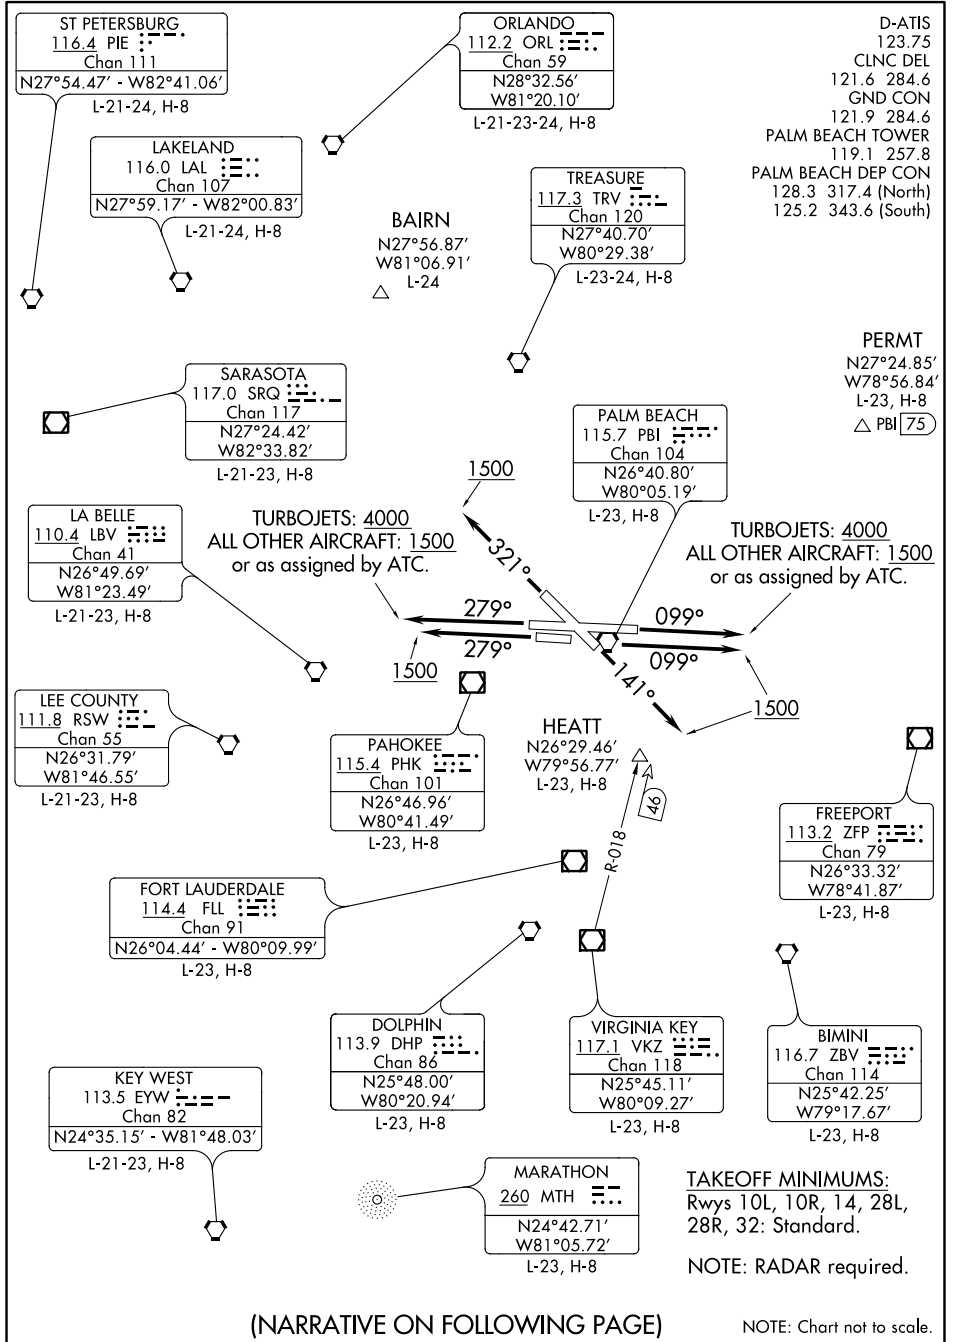 ST PETERSBURG
116.4 PIE
Chan 111
N27°54.47′ - W82°41.06′
L-21-24, H-8
ORLANDO
112.2 ORL
Chan 59
N28°32.56′
W81°20.10′
L-21-23-24, H-8
D-ATIS
123.75
CLNC DEL
121.6 284.6
GND CON
121.9 284.6
PALM BEACH TOWER
119.1 257.8
PALM BEACH DEP CON
128.3 317.4 (North)
125.2 343.6 (South)
LAKELAND
116.0 LAL
Chan 107
N27°59.17′ - W82°00.83′
L-21-24, H-8
BAIRN
N27°56.87′
W81°06.91′
L-24
TREASURE
117.3 TRV
Chan 120
N27°40.70′
W80°29.38′
L-23-24, H-8
PERMT
N27°24.85′
W78°56.84′
L-23, H-8
PBI 75
SARASOTA
117.0 SRQ
Chan 117
N27°24.42′
W82°33.82′
L-21-23, H-8
PALM BEACH
115.7 PBI
Chan 104
N26°40.80′
W80°05.19′
L-23, H-8
1500
LA BELLE
110.4 LBV
Chan 41
N26°49.69′
W81°23.49′
L-21-23, H-8
TURBOJETS: 4000
ALL OTHER AIRCRAFT: 1500
or as assigned by ATC.
321°
TURBOJETS: 4000
ALL OTHER AIRCRAFT: 1500
or as assigned by ATC.
279°
099°
279°
099°
1500
141°
1500
LEE COUNTY
111.8 RSW
Chan 55
N26°31.79′
W81°46.55′
L-21-23, H-8
PAHOKEE
115.4 PHK
Chan 101
N26°46.96′
W80°41.49′
L-23, H-8
HEATT
N26°29.46′
W79°56.77′
L-23, H-8
46
R-018
FREEPORT
113.2 ZFP
Chan 79
N26°33.32′
W78°41.87′
L-23, H-8
FORT LAUDERDALE
114.4 FLL
Chan 91
N26°04.44′ - W80°09.99′
L-23, H-8
DOLPHIN
113.9 DHP
Chan 86
N25°48.00′
W80°20.94′
L-23, H-8
VIRGINIA KEY
117.1 VKZ
Chan 118
N25°45.11′
W80°09.27′
L-23, H-8
BIMINI
116.7 ZBV
Chan 114
N25°42.25′
W79°17.67′
L-23, H-8
KEY WEST
113.5 EYW
Chan 82
N24°35.15′ - W81°48.03′
L-21-23, H-8
MARATHON
260 MTH
N24°42.71′
W81°05.72′
L-23, H-8
TAKEOFF MINIMUMS:
Rwys 10L, 10R, 14, 28L,
28R, 32: Standard.
NOTE: RADAR required.
(NARRATIVE ON FOLLOWING PAGE)
NOTE: Chart not to scale.